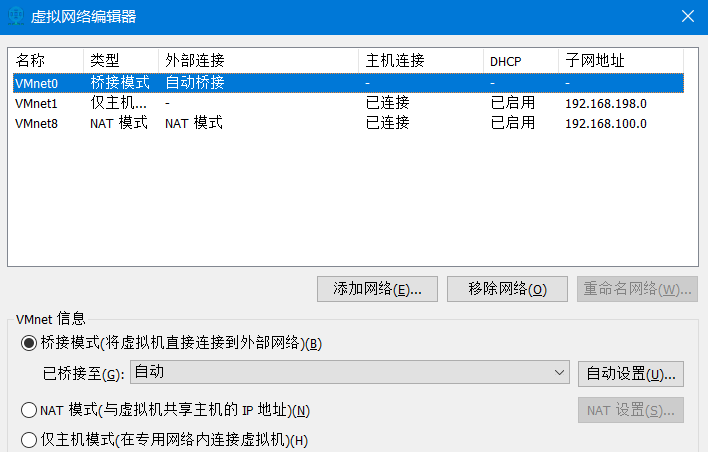 虚拟网络编辑器
名称 类型 外部连接 主机连接 DHCP 子网地址
VMnet0 桥接模式 自动桥接 - - -
VMnet1 仅主机... - 已连接 已启用 192.168.198.0
VMnet8 NAT 模式 NAT 模式 已连接 已启用 192.168.100.0
添加网络(E)... 移除网络(O) 重命名网络(W)...
VMnet 信息
桥接模式(将虚拟机直接连接到外部网络)(B)
已桥接至(G): 自动 自动设置(U)...
NAT 模式(与虚拟机共享主机的 IP 地址)(N) NAT 设置(S)...
仅主机模式(在专用网络内连接虚拟机)(H)